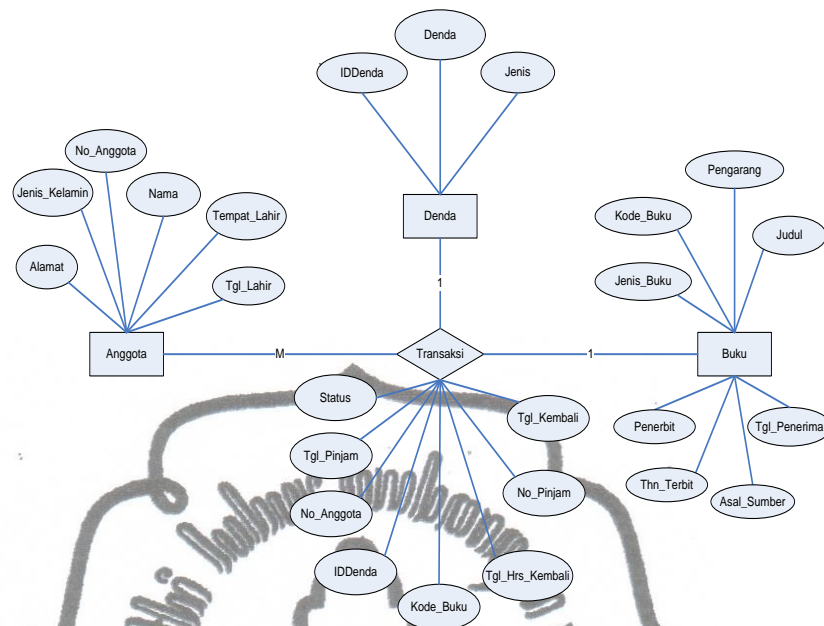 Denda
IDDenda
Jenis
No_Anggota
Pengarang
Jenis_Kelamin
Nama
Tempat_Lahir
Kode_Buku
Denda
Judul
Alamat
Tgl_Lahir
Jenis_Buku
1
Anggota
M
Transaksi
1
Buku
Status
Tgl_Kembali
Penerbit
Tgl_Penerima
Tgl_Pinjam
No_Pinjam
Thn_Terbit
Asal_Sumber
No_Anggota
IDDenda
Tgl_Hrs_Kembali
Kode_Buku